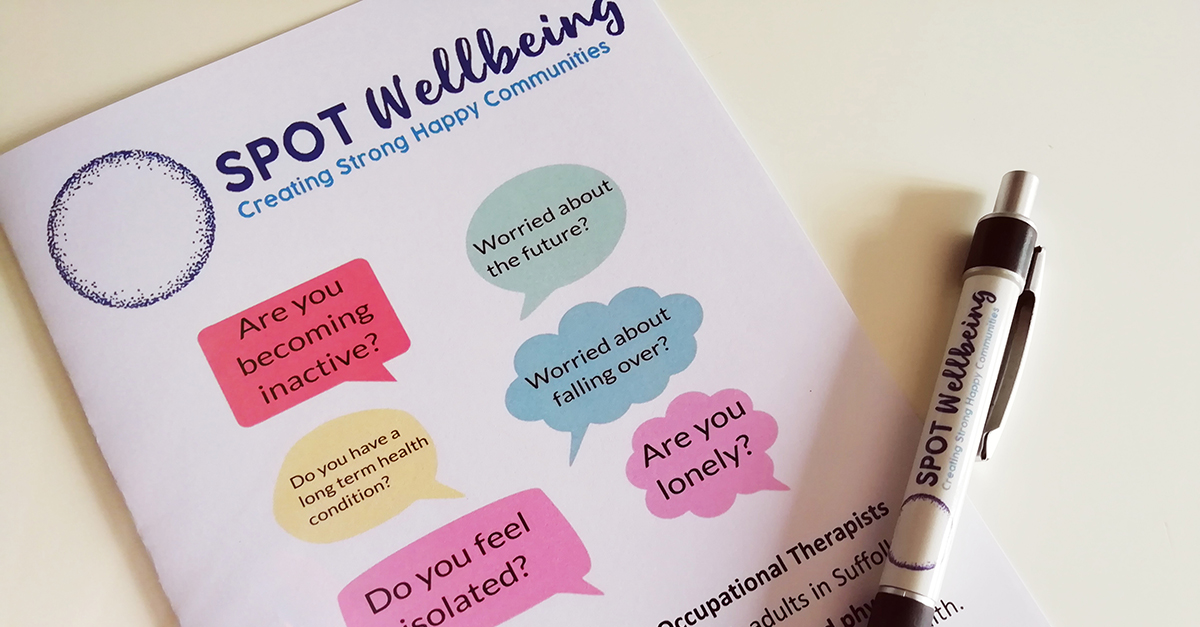 SPOT Wellbeing
Creating Strong Happy Communities
Worried about
the future?
Are you
becoming
inactive?
Worried about
falling over?
Do you have a
long term health
condition?
Are you
lonely?
Do you feel
isolated?
Occupational Therapists
adults in
SPOT Wellbeing
Creating Strong Happy Communities